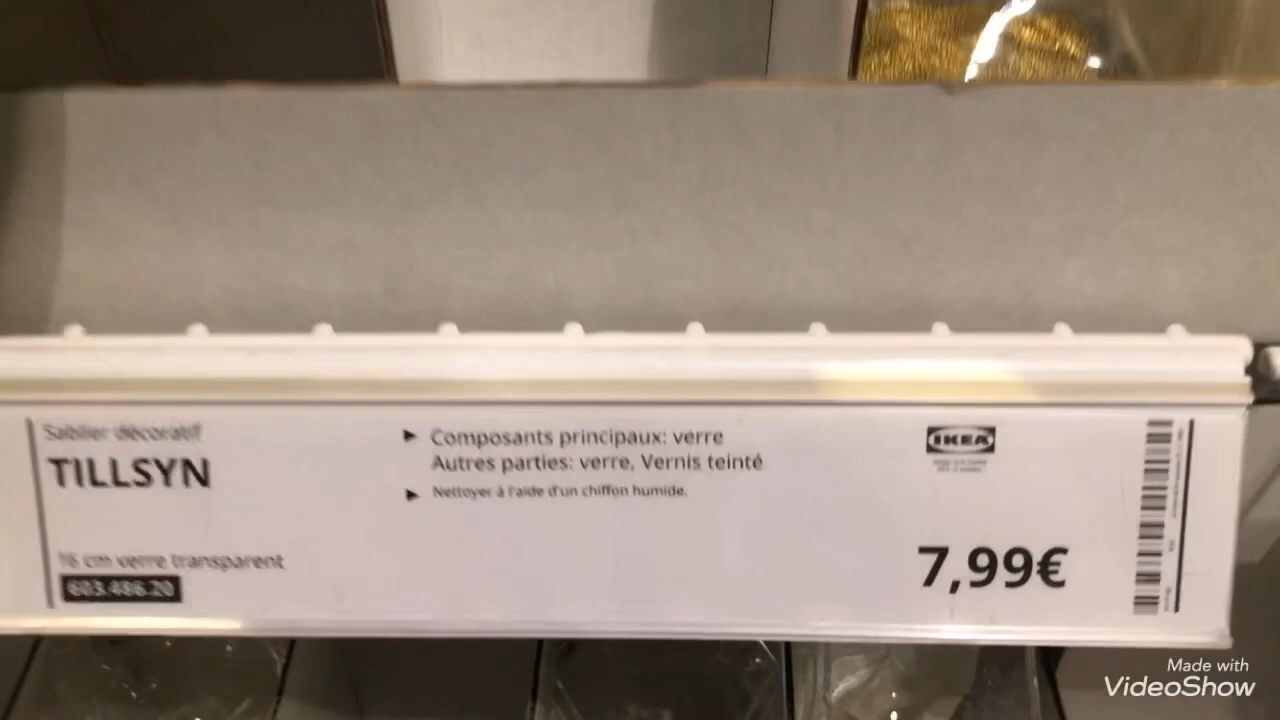 Sablier décoratif
TILLSYN
16 cm verre transparent
603.486.20
► Composants principaux: verre
Autres parties: verre, Vernis teinté
► Nettoyer à l'aide d'un chiffon humide.
IKEA
7,99€
Made with
VideoShow